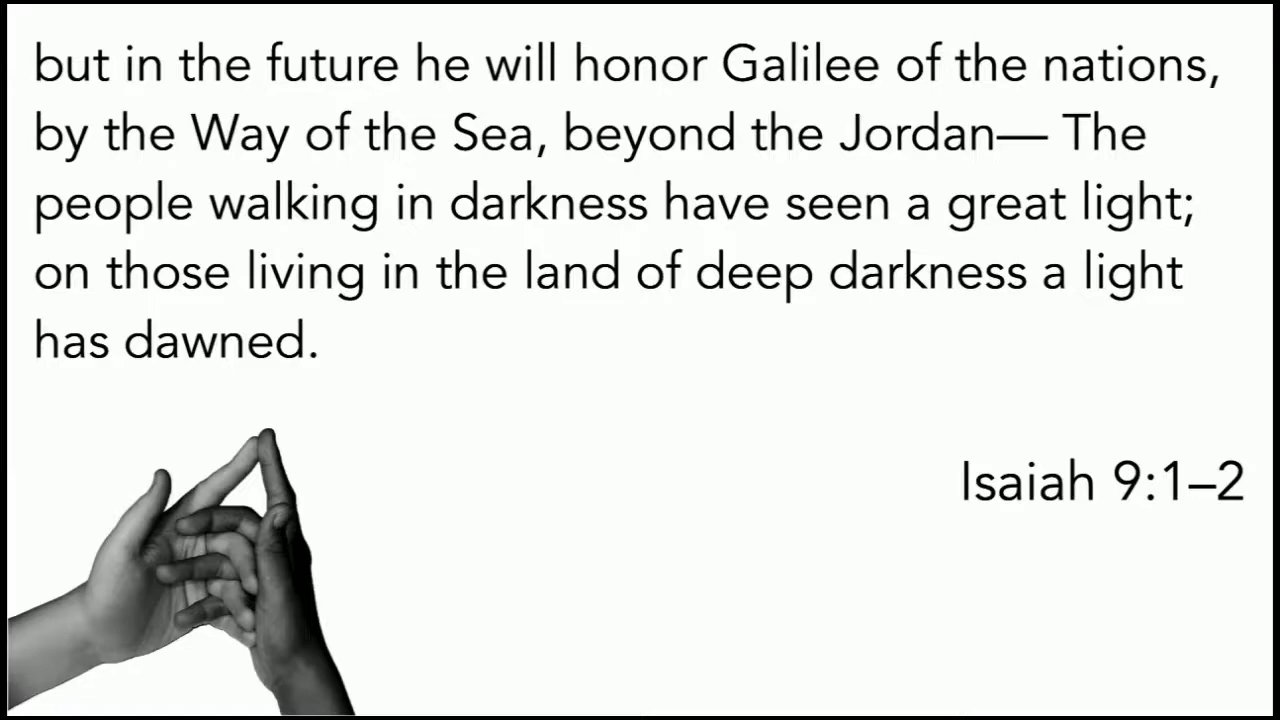 but in the future he will honor Galilee of the nations,
by the Way of the Sea, beyond the Jordan— The
people walking in darkness have seen a great light;
on those living in the land of deep darkness a light
has dawned.
Isaiah 9:1–2